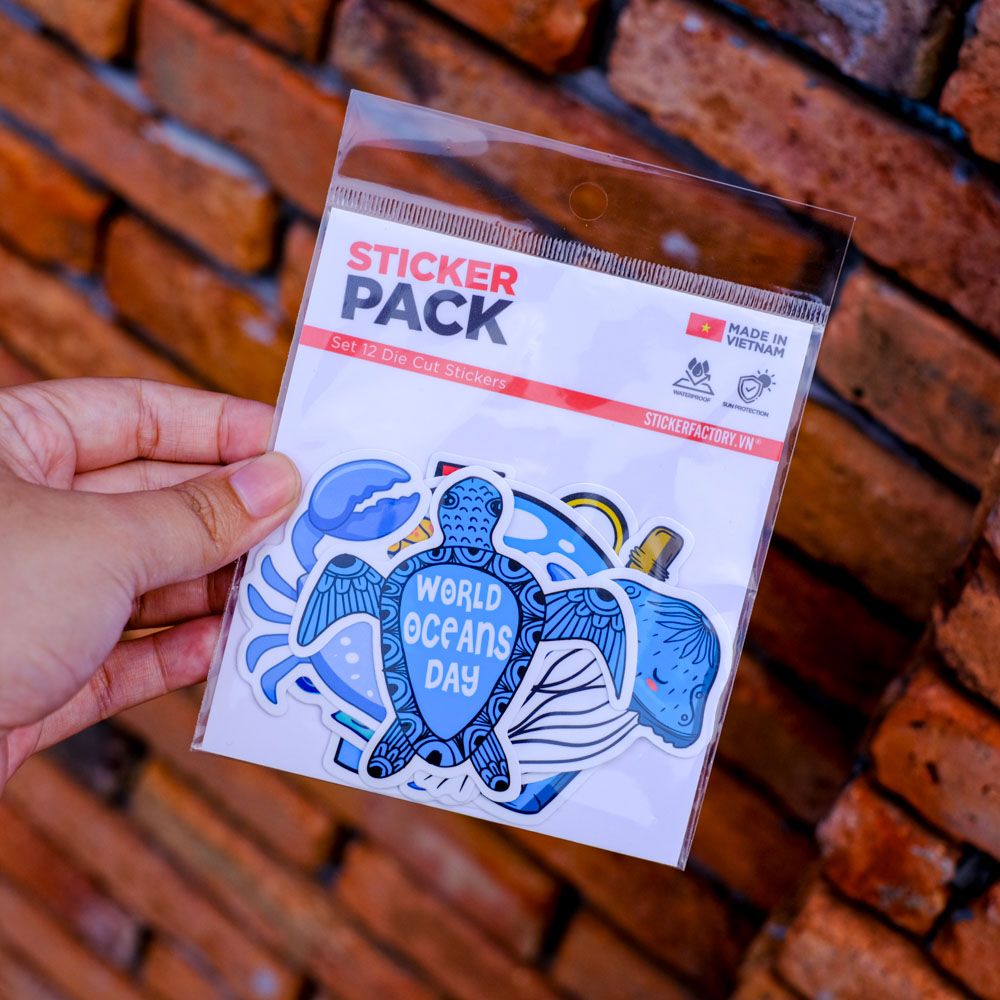 STICKER
PACK
MADE IN
VIETNAM
Set 12 Die Cut Stickers
WATERPROOF
SUN PROTECTION
STICKERFACTORY.VN®
WORLD
OCEANS
DAY